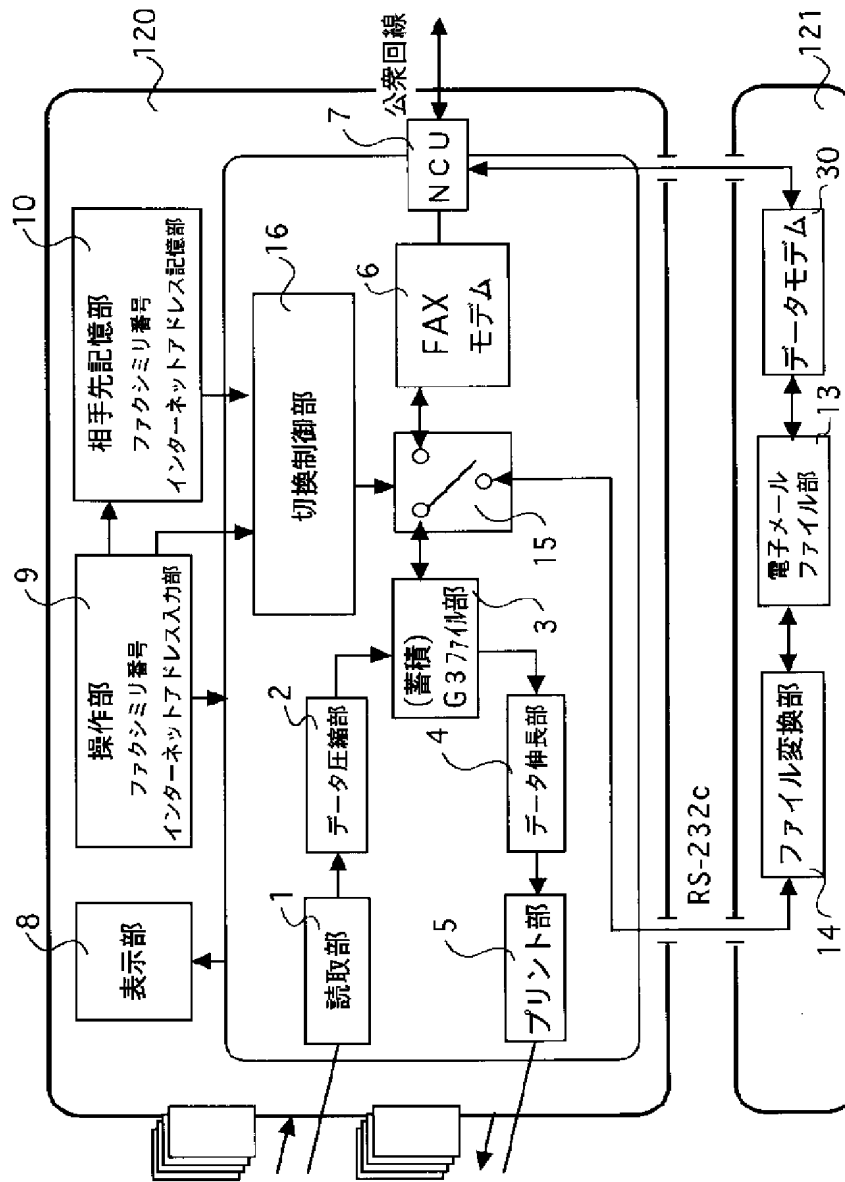 120
10
相手先記憶部
ファクシミリ番号
インターネットアドレス記憶部
9
操作部
ファクシミリ番号
インターネットアドレス入力部
8
表示部
16
切換制御部
公衆回線
7
NCU
6
FAX
モデム
15
(蓄積)
G3ファイル部
3
2
データ圧縮部
1
読取部
4
データ伸長部
5
プリント部
RS-232c
121
30
データモデム
13
電子メール
ファイル部
ファイル変換部
14